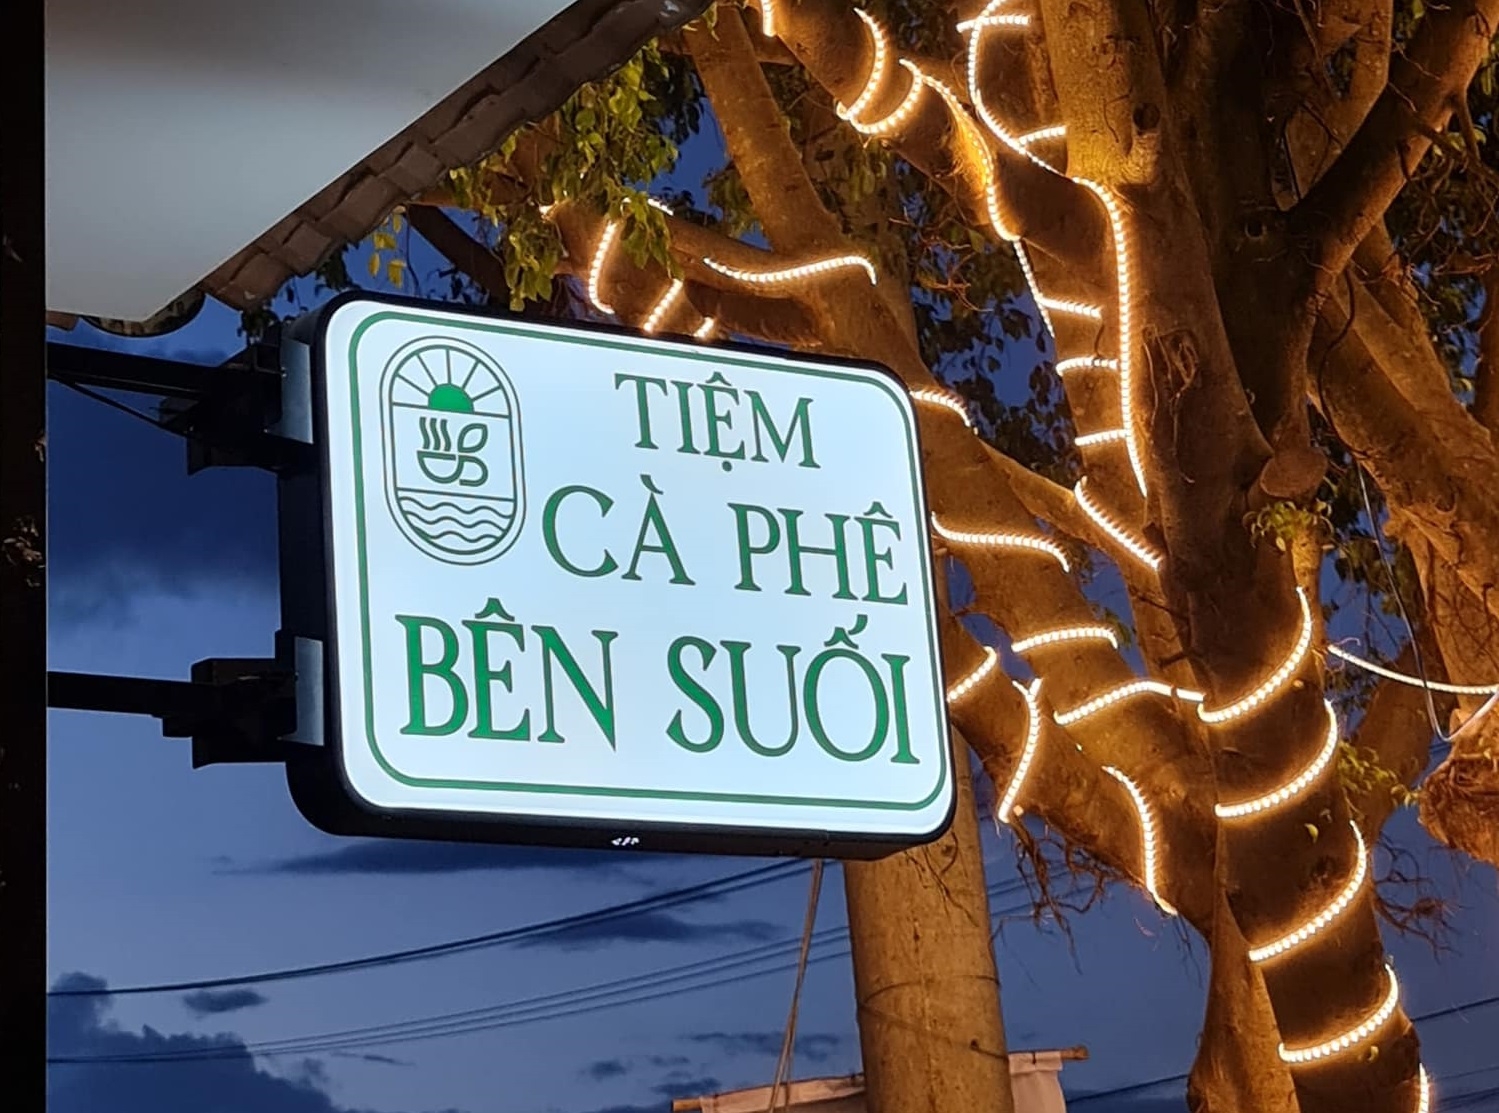 TIỆM
CÀ PHÊ
BÊN SUỐI